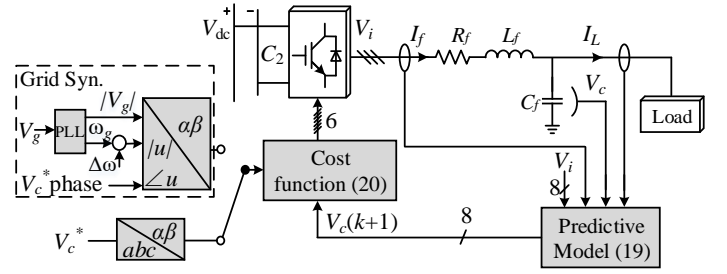 + −
V_dc
C_2
V_i
I_f
R_f
L_f
I_L
V_c
C_f
Load
Grid Syn.
|V_g|
V_g
PLL
ω_g
Δω
V_c^* phase
αβ
|u|
∠u
6
Cost
function (20)
V_i
8
Predictive
Model (19)
V_c(k+1)
8
V_c^*
αβ
abc